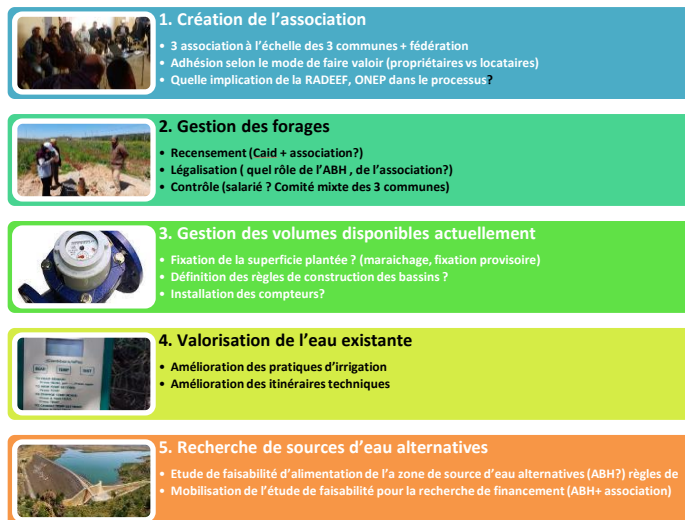 1. Création de l'association
• 3 association à l'échelle des 3 communes + fédération
• Adhésion selon le mode de faire valoir (propriétaires vs locataires)
• Quelle implication de la RADEEF, ONEP dans le processus?
2. Gestion des forages
• Recensement (Caid + association?)
• Légalisation ( quel rôle de l'ABH , de l'association?)
• Contrôle (salarié ? Comité mixte des 3 communes)
3. Gestion des volumes disponibles actuellement
• Fixation de la superficie plantée ? (maraichage, fixation provisoire)
• Définition des règles de construction des bassins ?
• Installation des compteurs?
4. Valorisation de l'eau existante
• Amélioration des pratiques d'irrigation
• Amélioration des itinéraires techniques
5. Recherche de sources d'eau alternatives
• Etude de faisabilité d'alimentation de l'a zone de source d'eau alternatives (ABH?) règles de
• Mobilisation de l'étude de faisabilité pour la recherche de financement (ABH+ association)